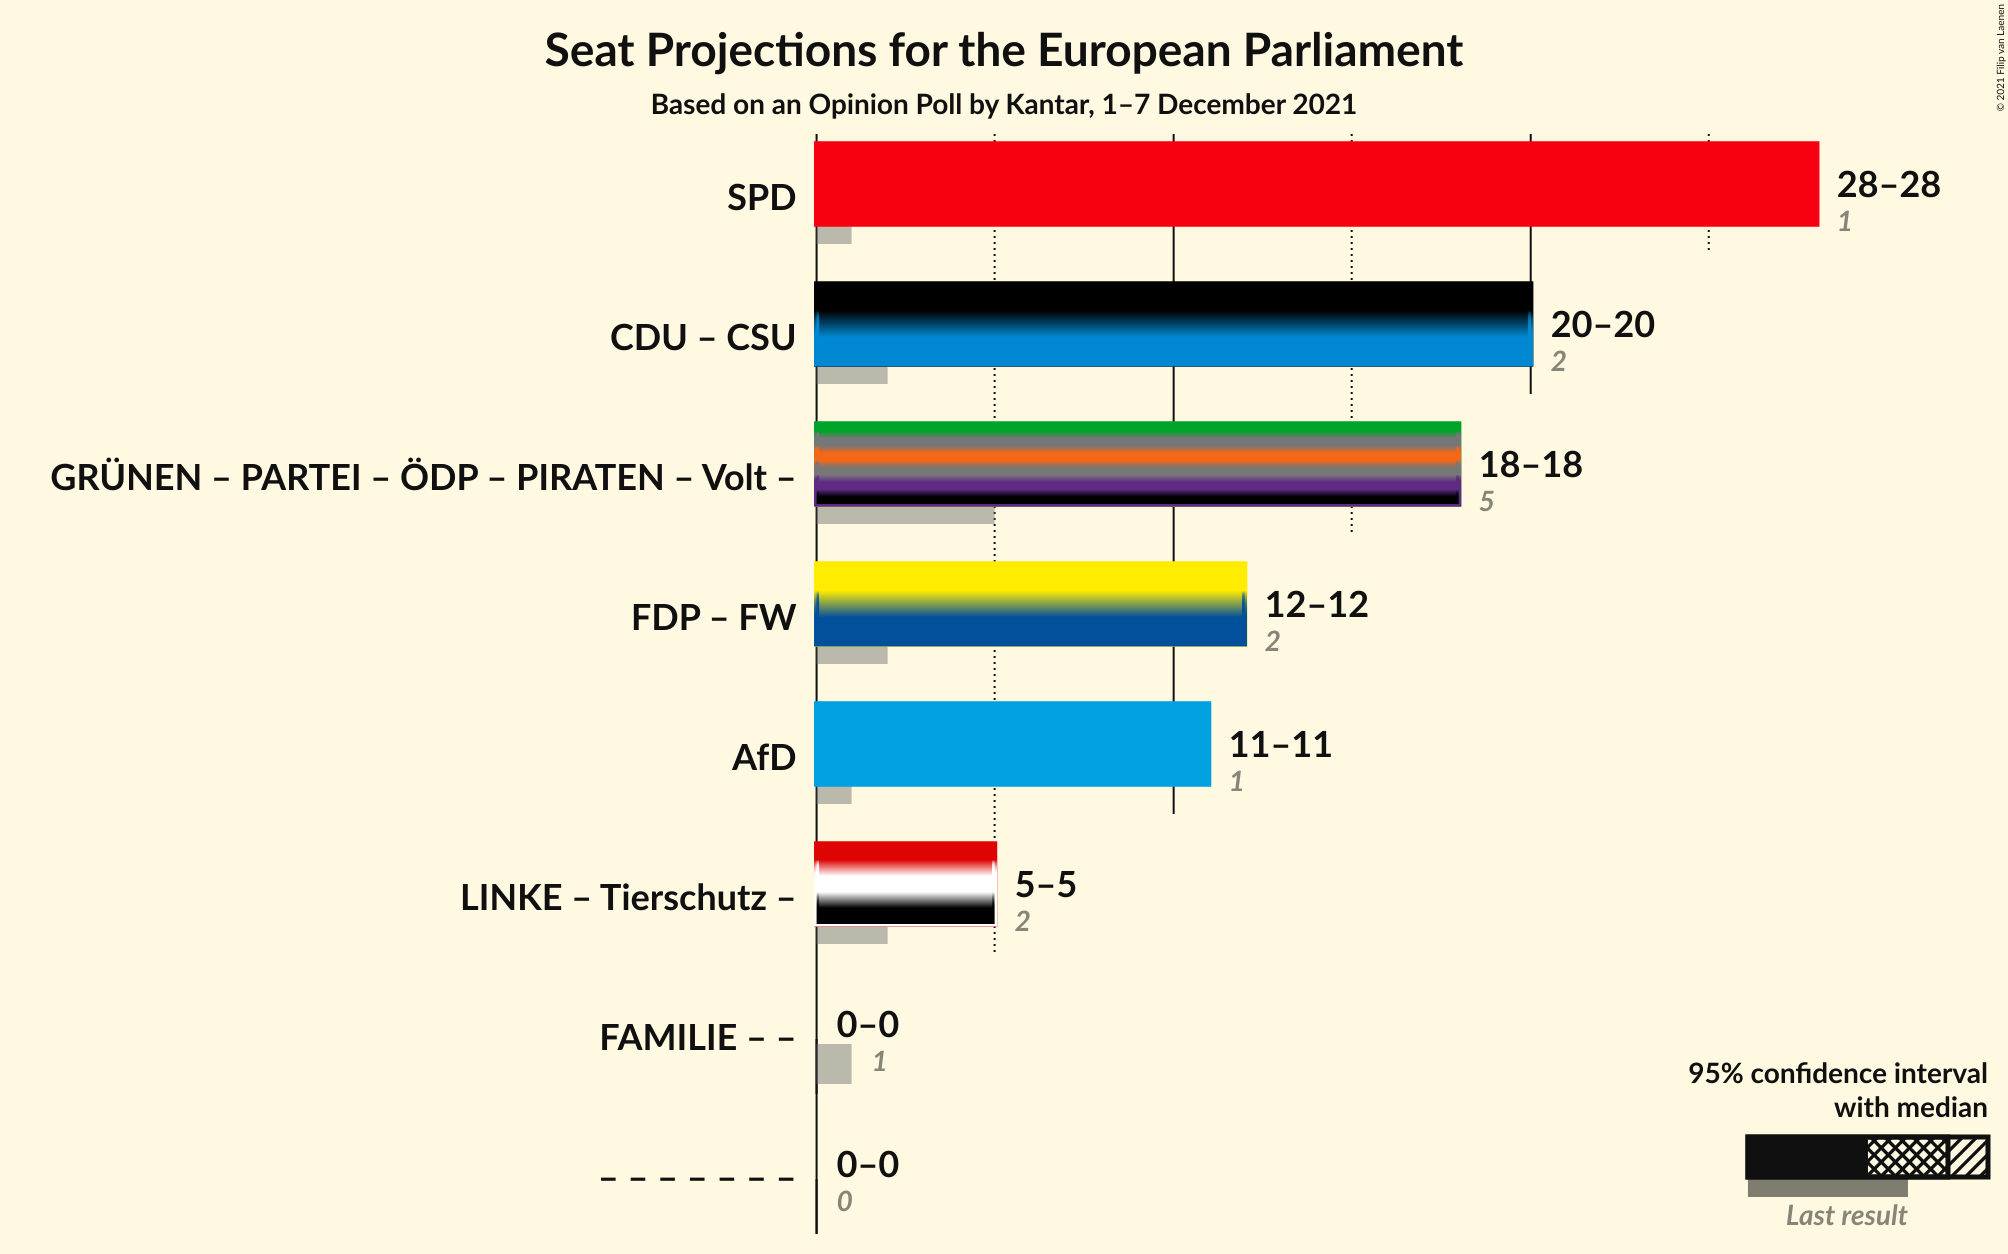 Seat Projections for the European Parliament
Based on an Opinion Poll by Kantar, 1–7 December 2021
© 2021 Filip van Laenen
SPD
28–28
1
CDU – CSU
20–20
2
GRÜNEN – PARTEI – ÖDP – PIRATEN – Volt –
18–18
5
FDP – FW
12–12
2
AfD
11–11
1
LINKE – Tierschutz –
5–5
2
FAMILIE – –
0–0
1
– – – – – – –
0–0
0
95% confidence interval
with median
Last result